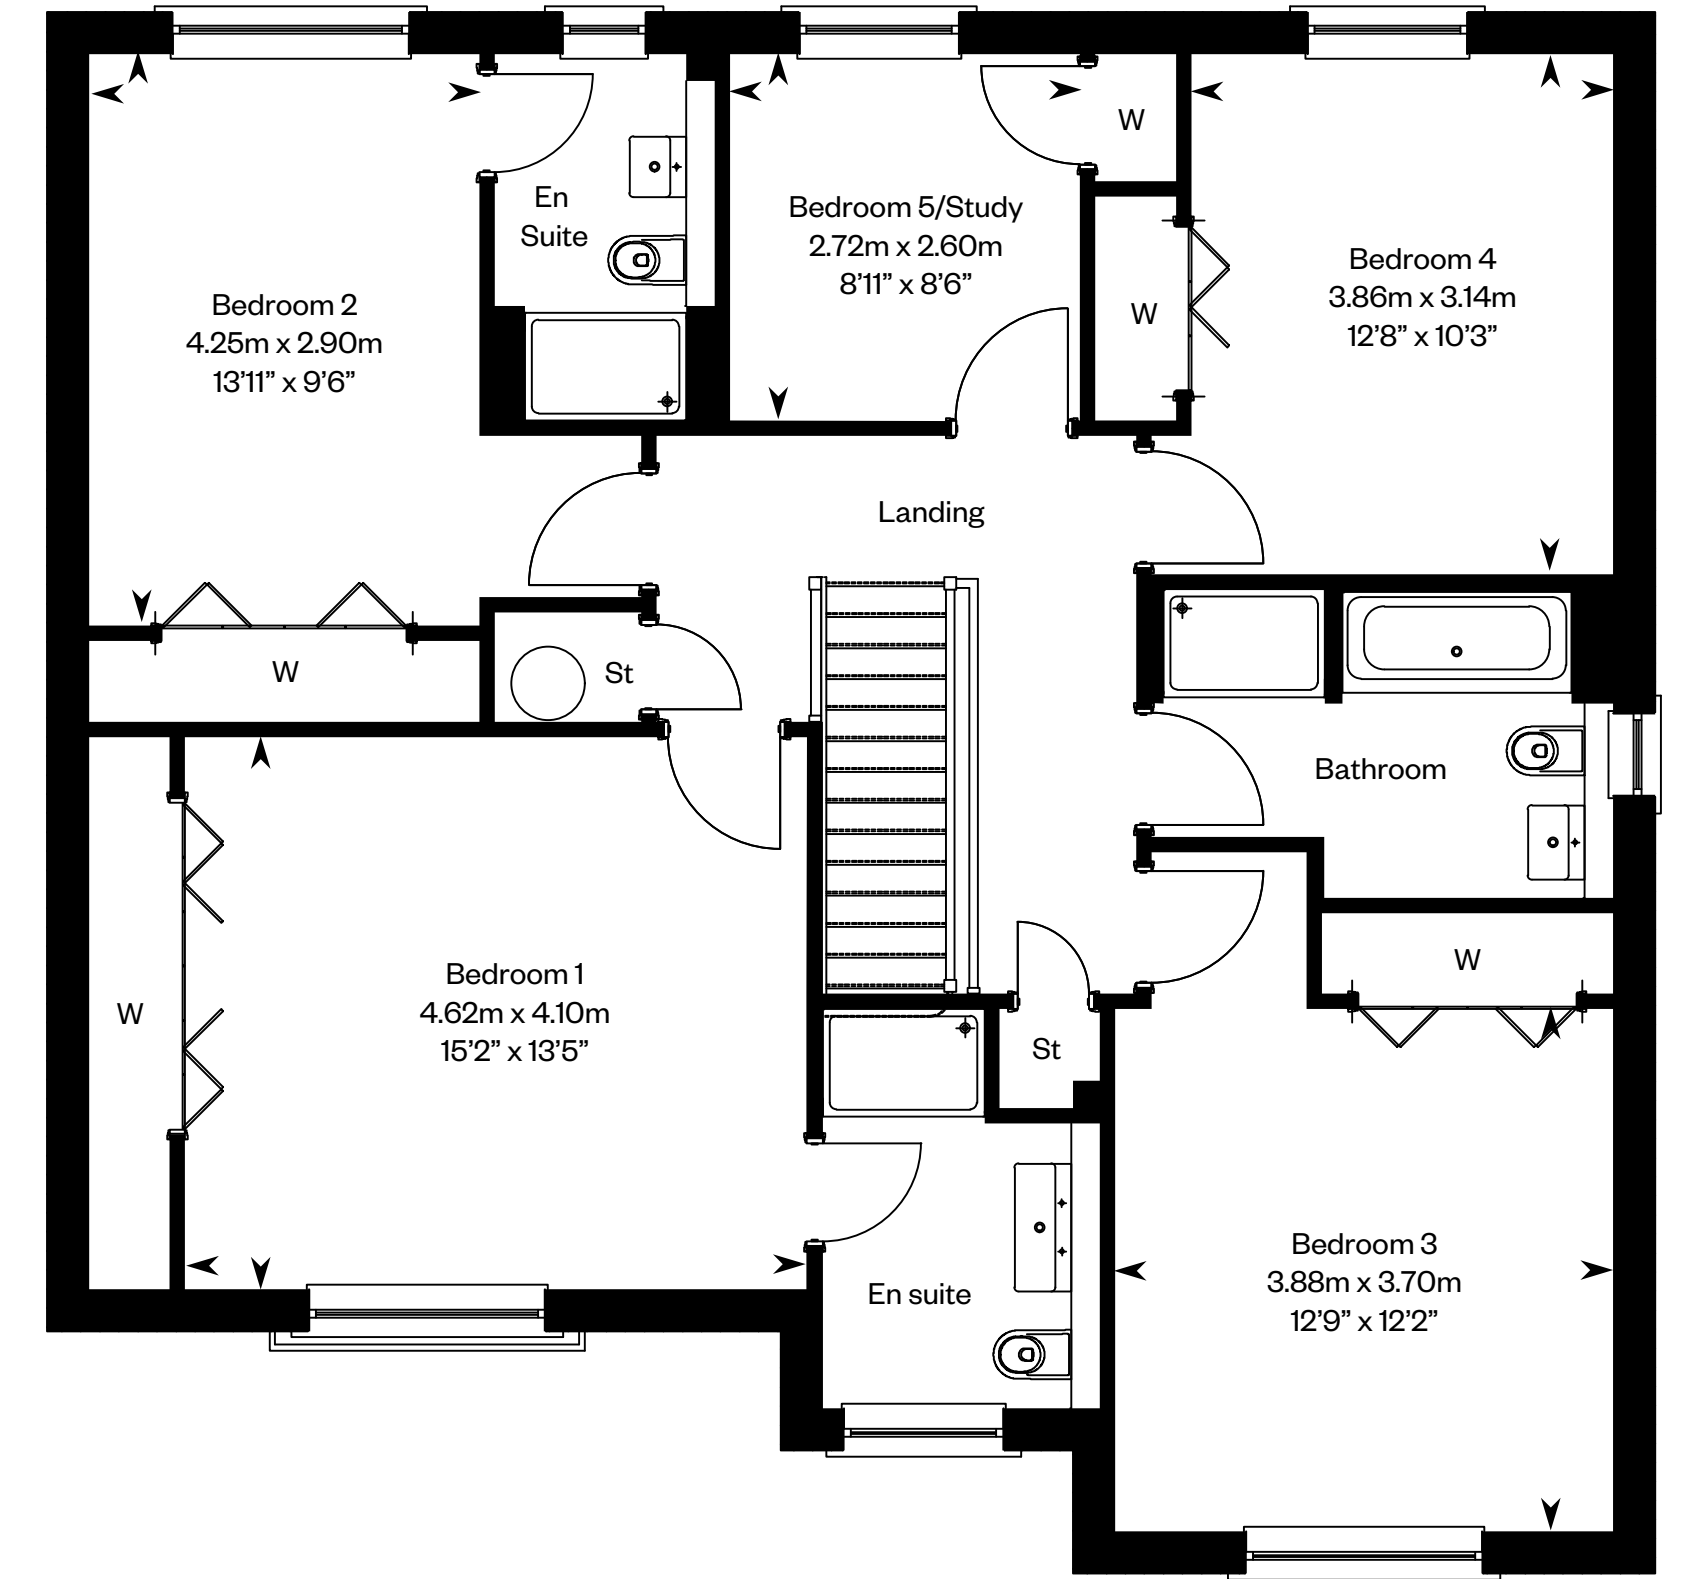 W
En
Suite
Bedroom 5/Study
2.72m x 2.60m
8’11” x 8’6”
Bedroom 4
3.86m x 3.14m
12’8” x 10’3”
W
Bedroom 2
4.25m x 2.90m
13’11” x 9’6”
Landing
W
St
Bathroom
W
Bedroom 1
4.62m x 4.10m
15’2” x 13’5”
W
St
En suite
Bedroom 3
3.88m x 3.70m
12’9” x 12’2”